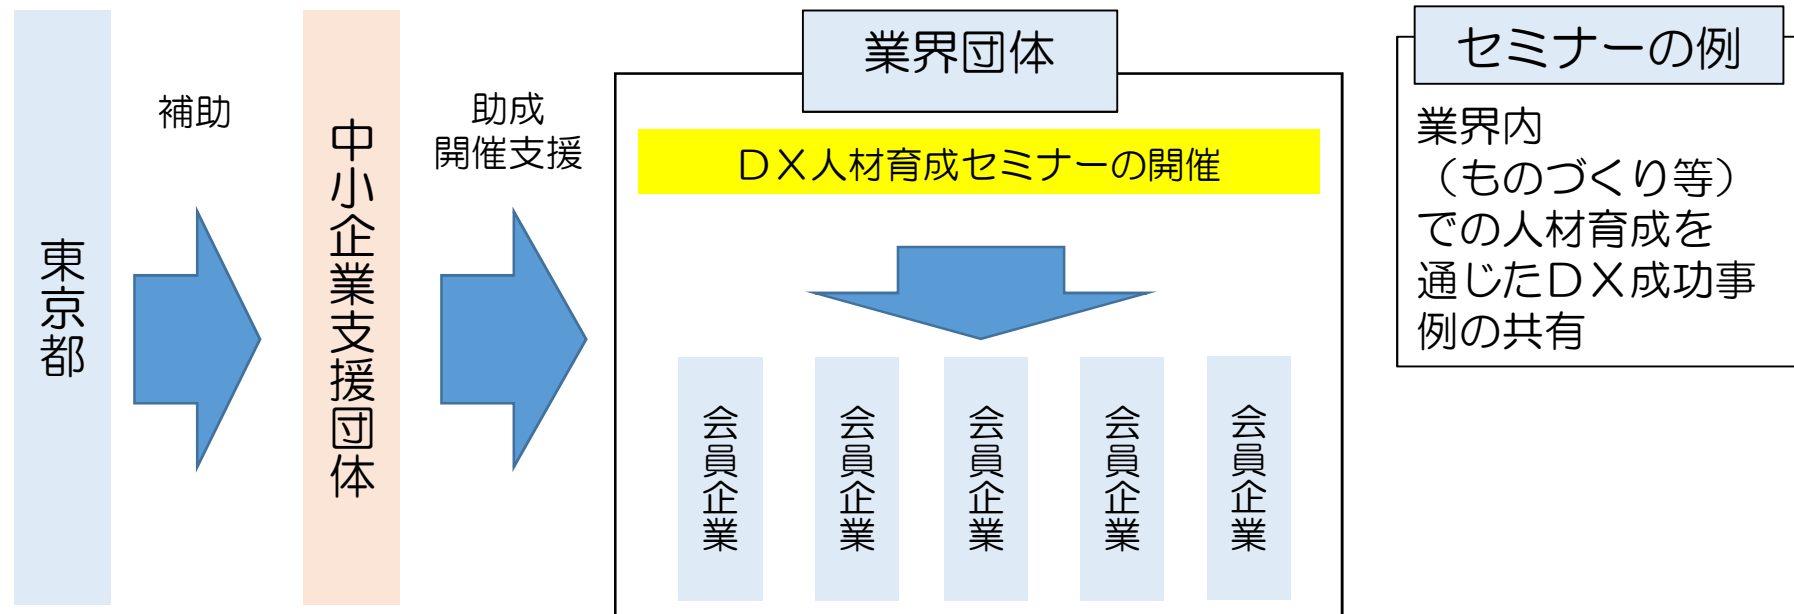 東京都
補助
中小企業支援団体
助成
開催支援
業界団体
ＤＸ人材育成セミナーの開催
会員企業
会員企業
会員企業
会員企業
会員企業
セミナーの例
業界内
（ものづくり等）
での人材育成を
通じたＤＸ成功事
例の共有